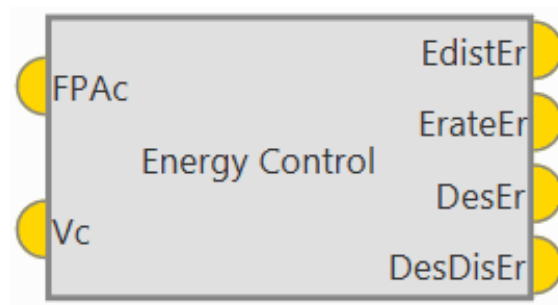 FPAc
Vc
Energy Control
EdistEr
ErateEr
DesEr
DesDisEr